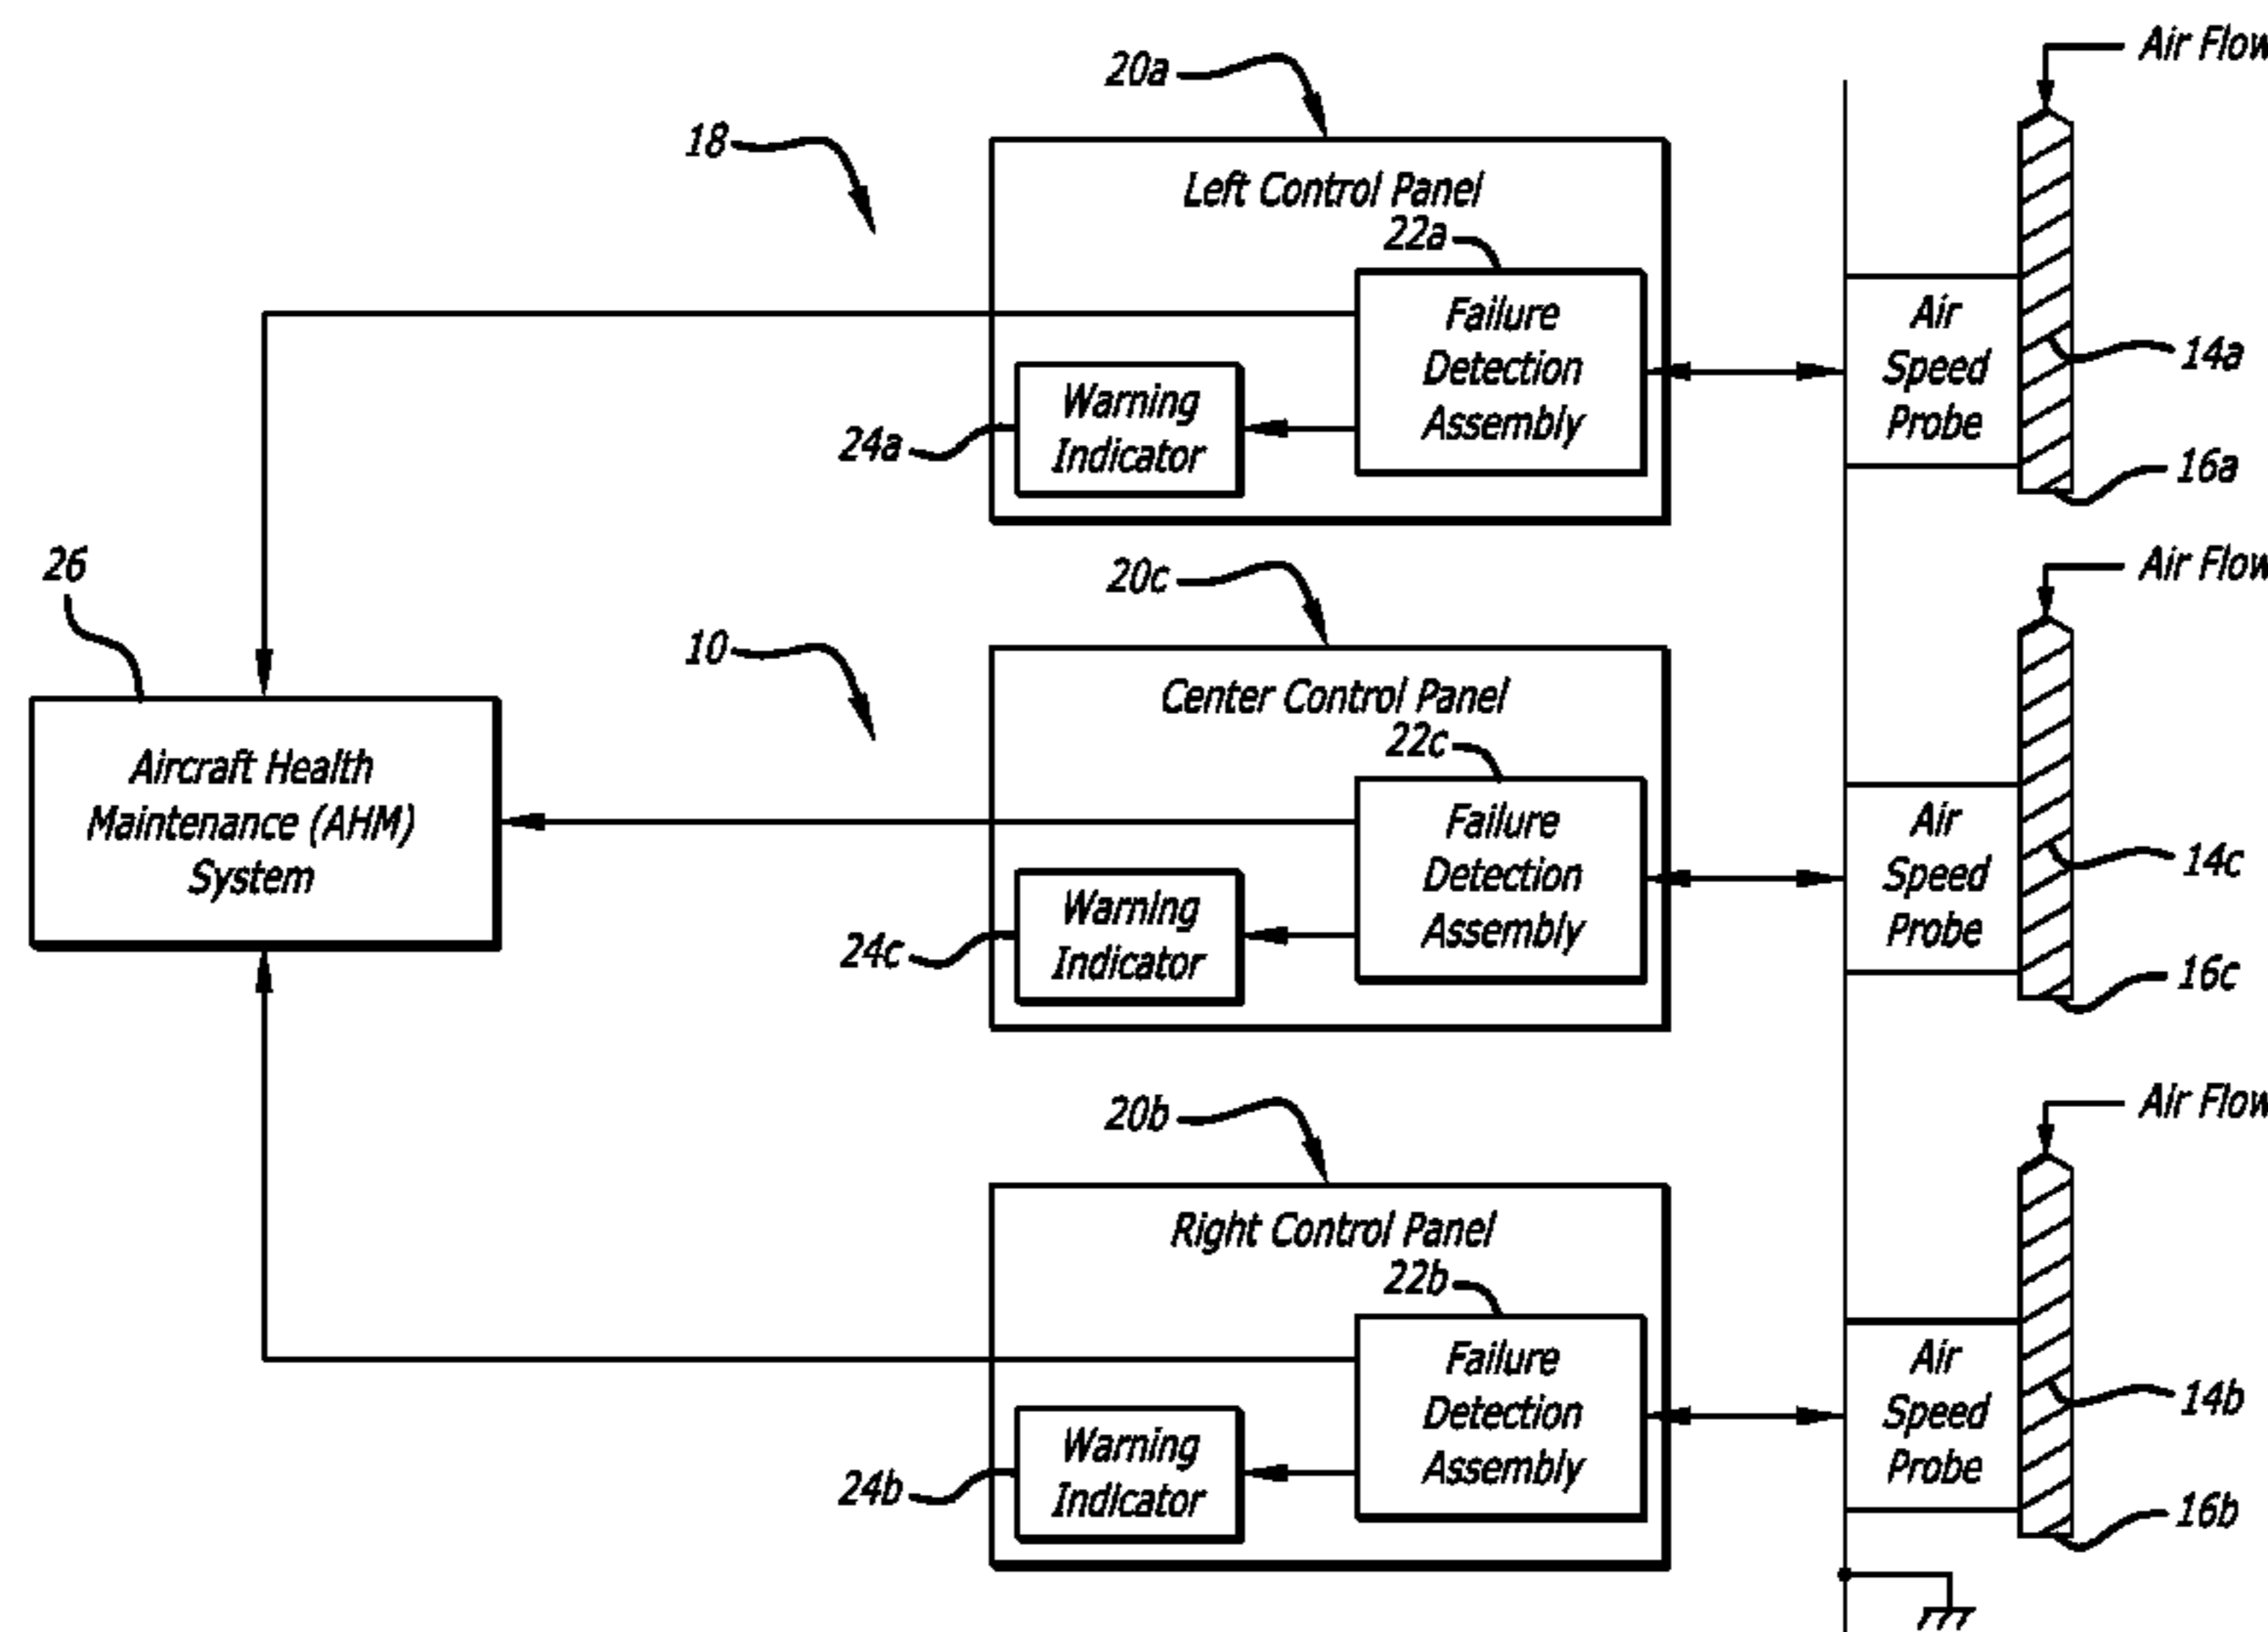 Air Flow
20a
18
Left Control Panel
22a
Failure
Detection
Assembly
Warning
Indicator
24a
Air
Speed
Probe
14a
16a
Air Flow
26
20c
10
Center Control Panel
22c
Failure
Detection
Assembly
Warning
Indicator
24c
Air
Speed
Probe
14c
16c
Aircraft Health
Maintenance (AHM)
System
Air Flow
20b
Right Control Panel
22b
Failure
Detection
Assembly
Warning
Indicator
24b
Air
Speed
Probe
14b
16b